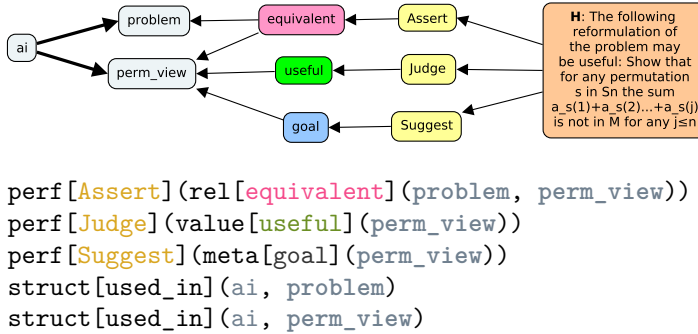 ai
problem
perm_view
equivalent
useful
goal
Assert
Judge
Suggest
H: The following
reformulation of
the problem may
be useful: Show that
for any permutation
s in Sn the sum
a_s(1)+a_s(2)...+a_s(j)
is not in M for any j≤n
perf[Assert](rel[equivalent](problem, perm_view))
perf[Judge](value[useful](perm_view))
perf[Suggest](meta[goal](perm_view))
struct[used_in](ai, problem)
struct[used_in](ai, perm_view)